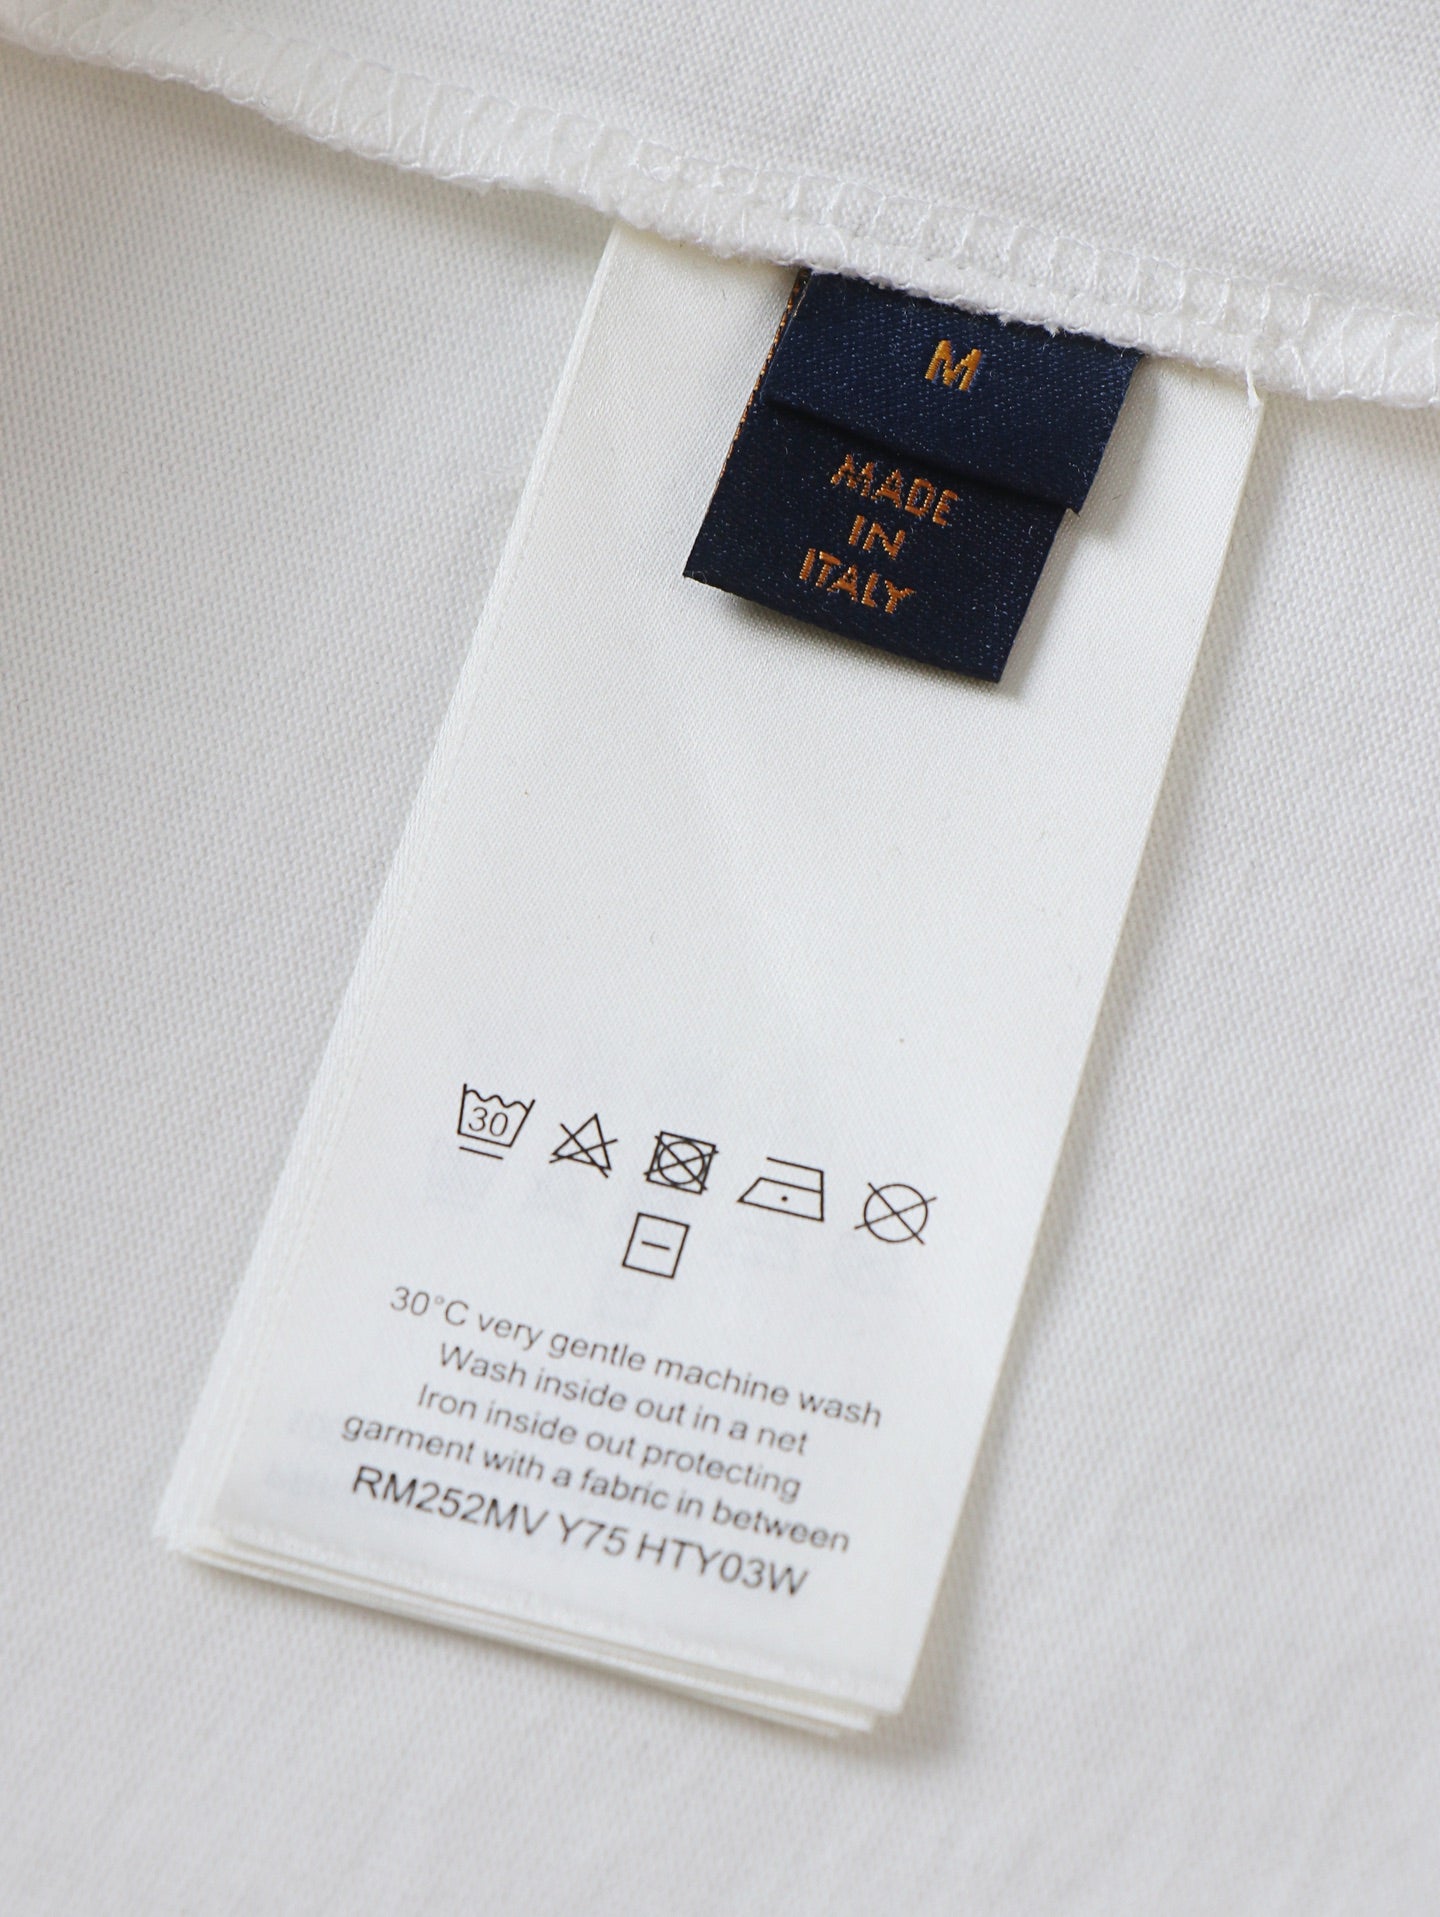 M
MADE
IN
ITALY
30
30°C very gentle machine wash
Wash inside out in a net
Iron inside out protecting
garment with a fabric in between
RM252MV Y75 HTY03W